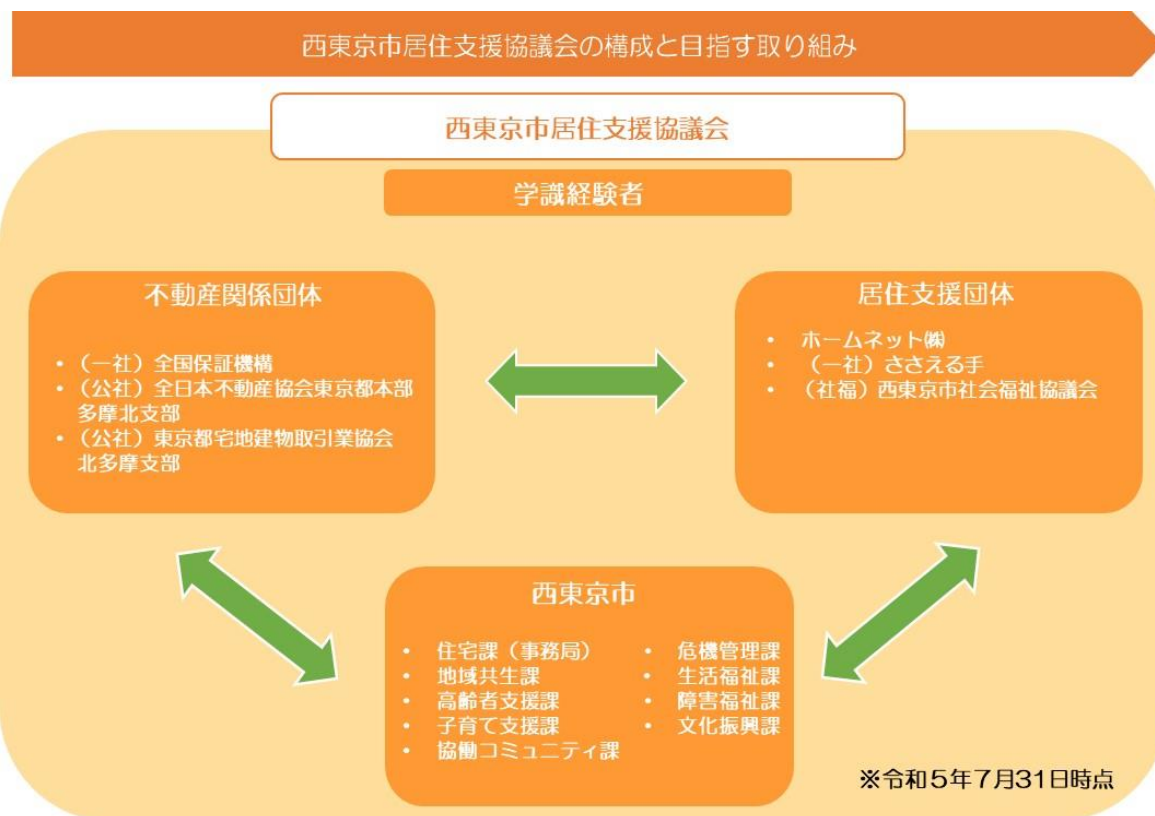 西東京市居住支援協議会の構成と目指す取り組み
西東京市居住支援協議会
学識経験者
不動産関係団体
・（一社）全国保証機構
・（公社）全日本不動産協会東京都本部
多摩北支部
・（公社）東京都宅地建物取引業協会
北多摩支部
居住支援団体
・ホームネット㈱
・（一社）ささえる手
・（社福）西東京市社会福祉協議会
西東京市
・住宅課（事務局）
・地域共生課
・高齢者支援課
・子育て支援課
・協働コミュニティ課
・危機管理課
・生活福祉課
・障害福祉課
・文化振興課
※令和５年７月31日時点